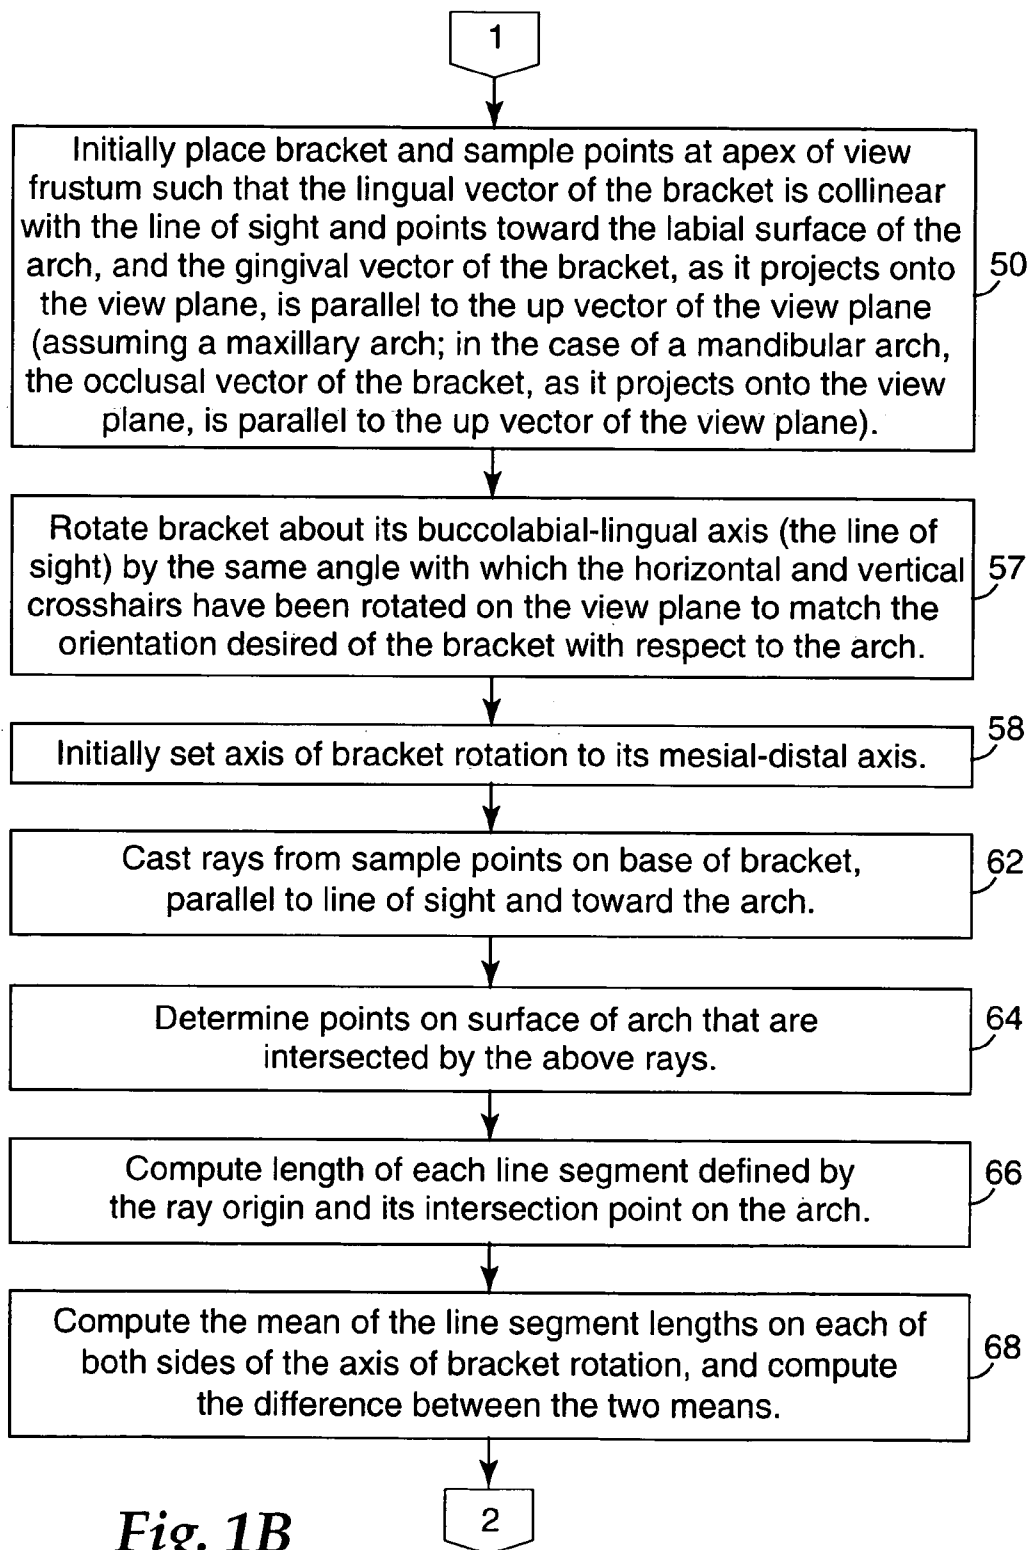 1
Initially place bracket and sample points at apex of view
frustum such that the lingual vector of the bracket is collinear
with the line of sight and points toward the labial surface of the
arch, and the gingival vector of the bracket, as it projects onto
the view plane, is parallel to the up vector of the view plane
(assuming a maxillary arch; in the case of a mandibular arch,
the occlusal vector of the bracket, as it projects onto the view
plane, is parallel to the up vector of the view plane).
50
Rotate bracket about its buccolabial-lingual axis (the line of
sight) by the same angle with which the horizontal and vertical
crosshairs have been rotated on the view plane to match the
orientation desired of the bracket with respect to the arch.
57
Initially set axis of bracket rotation to its mesial-distal axis.
58
Cast rays from sample points on base of bracket,
parallel to line of sight and toward the arch.
62
Determine points on surface of arch that are
intersected by the above rays.
64
Compute length of each line segment defined by
the ray origin and its intersection point on the arch.
66
Compute the mean of the line segment lengths on each of
both sides of the axis of bracket rotation, and compute
the difference between the two means.
68
2
Fig. 1B